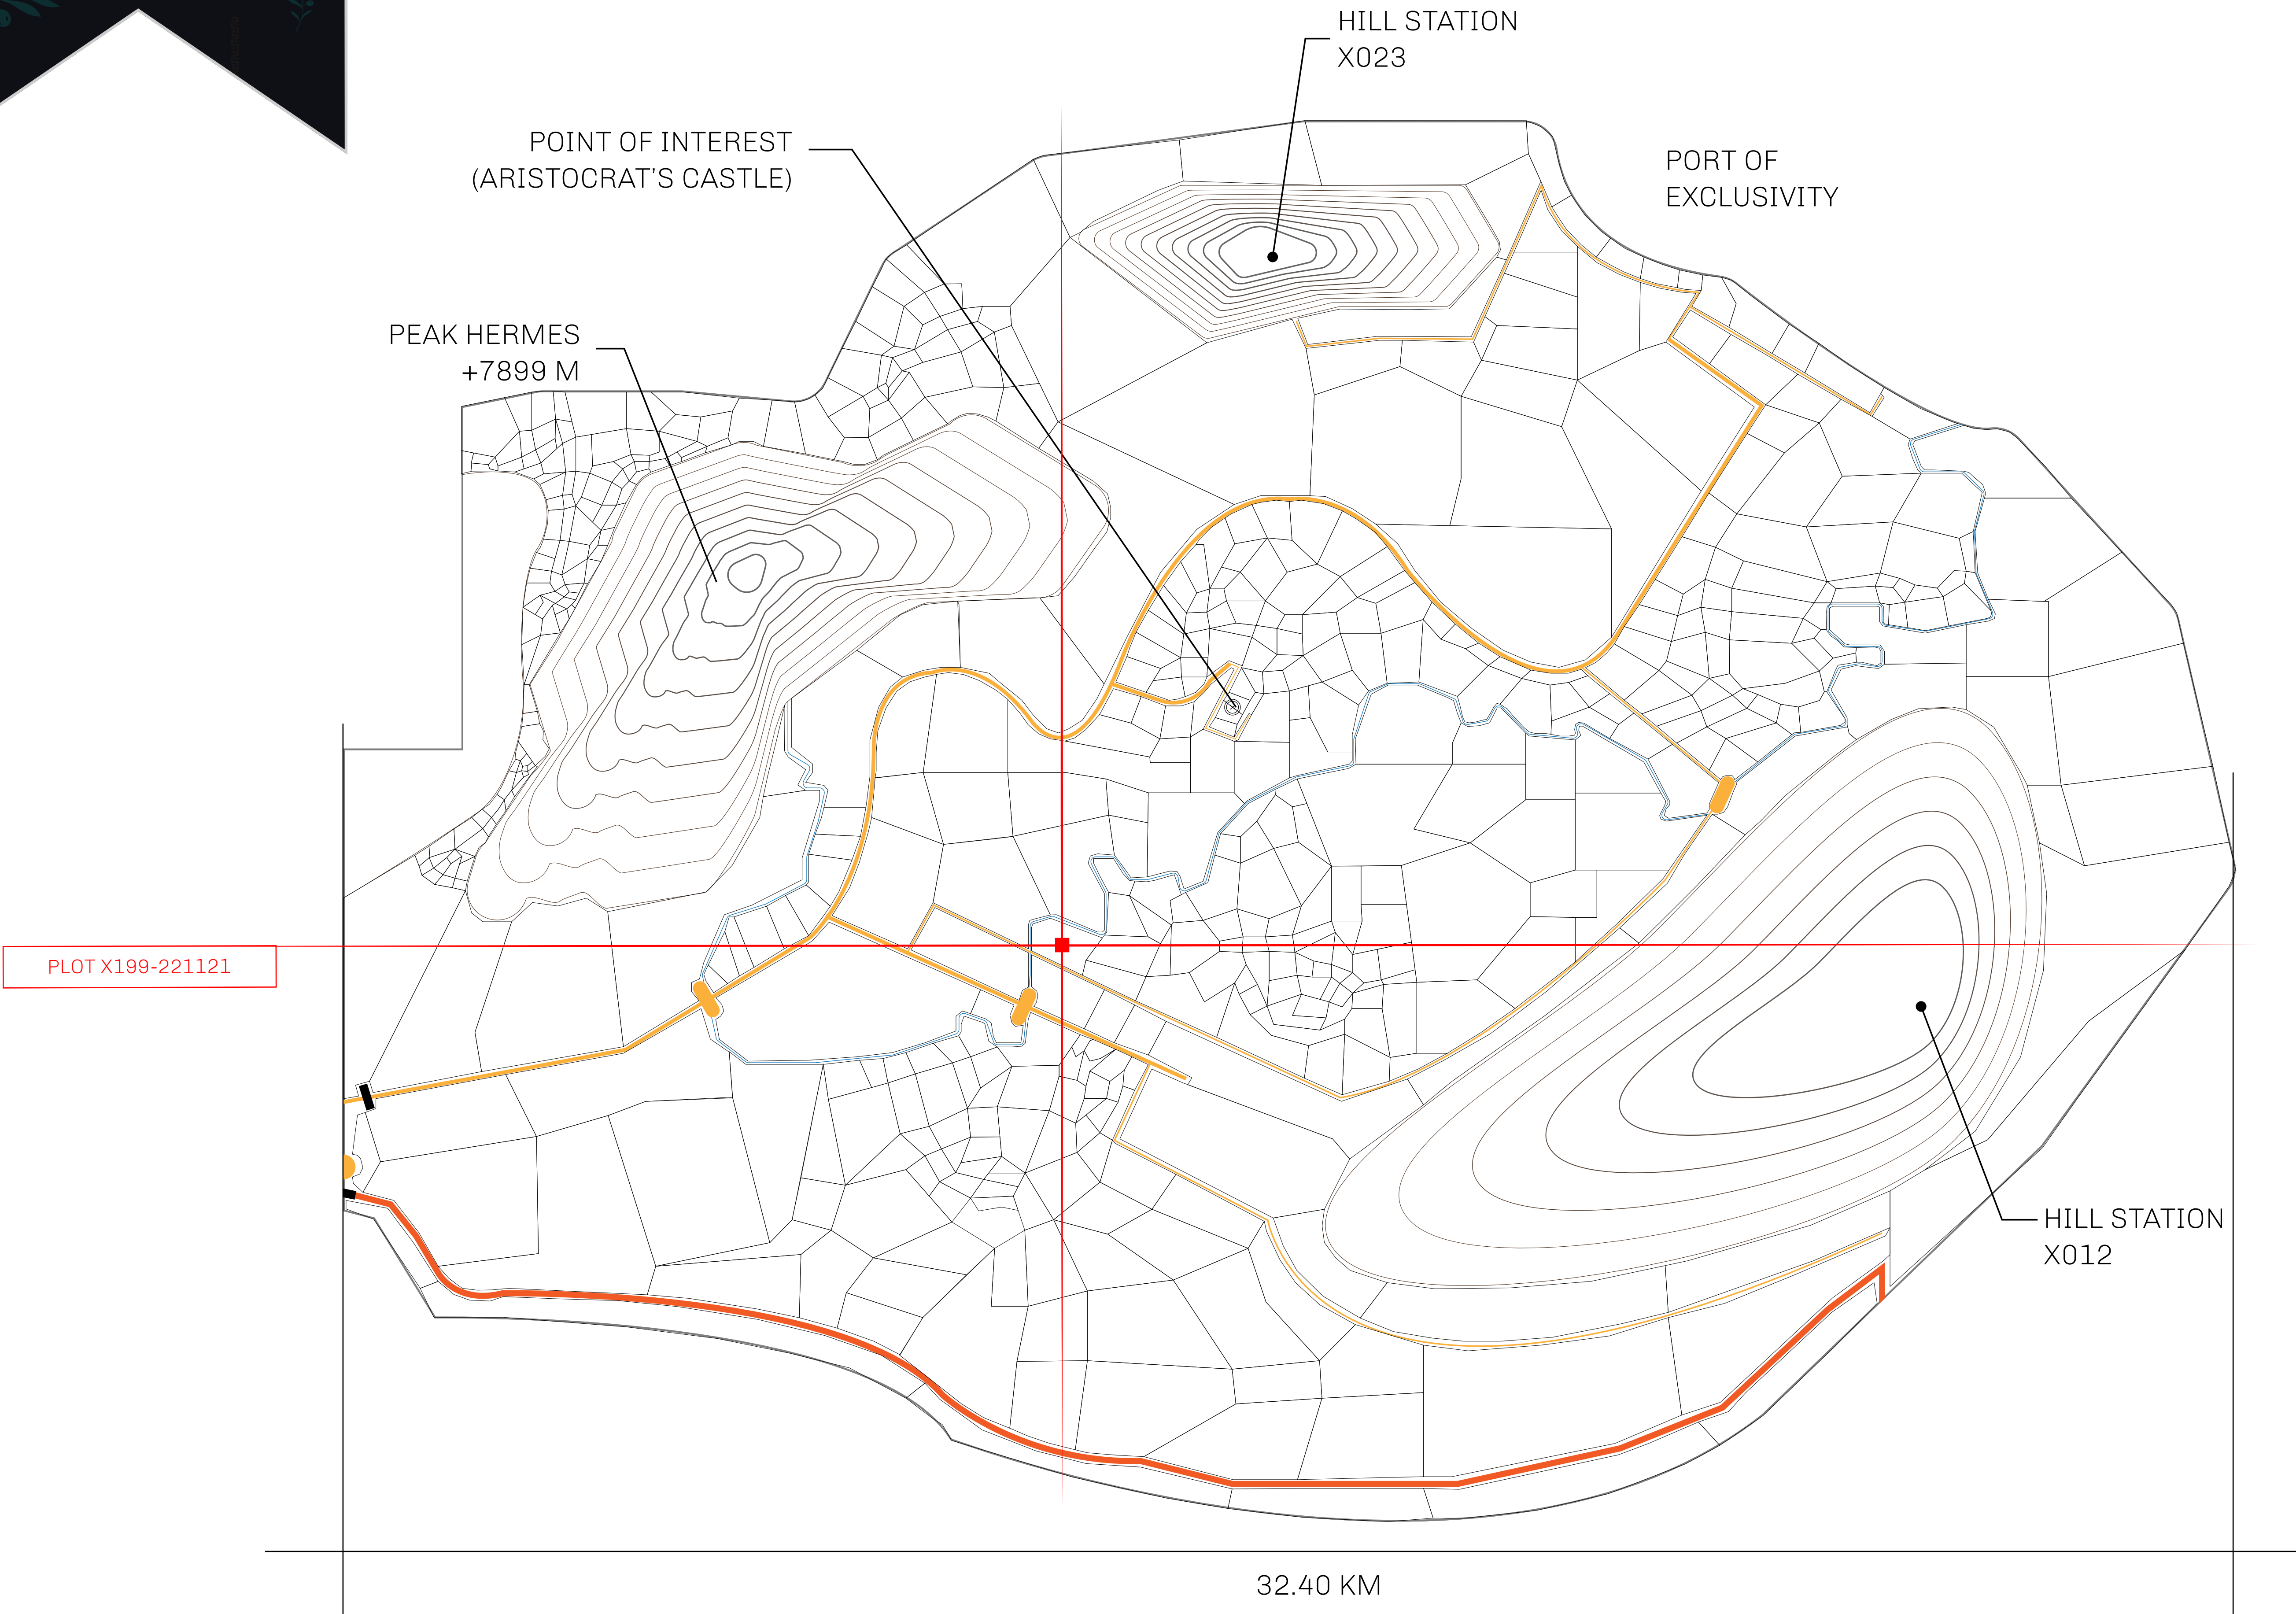 HILL STATION
X023
POINT OF INTEREST
(ARISTOCRAT'S CASTLE)
PORT OF
EXCLUSIVITY
PEAK HERMES
+7899 M
PLOT X199-221121
HILL STATION
X012
32.40 KM